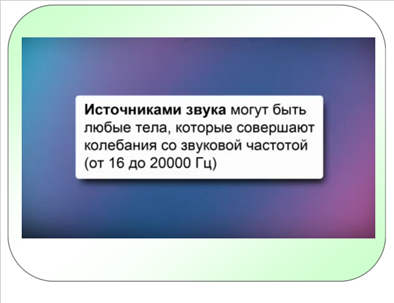 Источниками звука могут быть
любые тела, которые совершают
колебания со звуковой частотой
(от 16 до 20000 Гц)